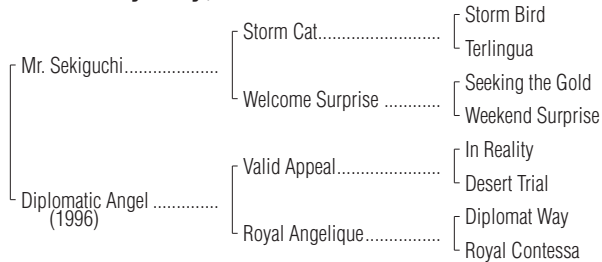 Storm Bird
Storm Cat
Terlingua
Mr. Sekiguchi
Seeking the Gold
Welcome Surprise
Weekend Surprise
In Reality
Valid Appeal
Desert Trial
Diplomatic Angel
(1996)
Diplomat Way
Royal Angelique
Royal Contessa